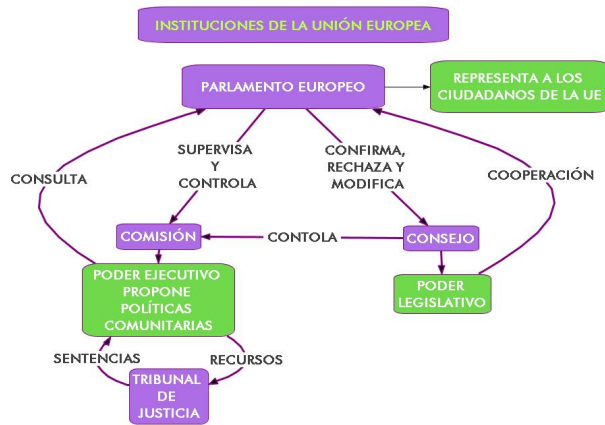 INSTITUCIONES DE LA UNIÓN EUROPEA
PARLAMENTO EUROPEO
REPRESENTA A LOS
CIUDADANOS DE LA UE
SUPERVISA
Y
CONTROLA
CONFIRMA,
RECHAZA Y
MODIFICA
CONSULTA
COOPERACIÓN
COMISIÓN
CONTOLA
CONSEJO
PODER EJECUTIVO
PROPONE
POLÍTICAS
COMUNITARIAS
PODER
LEGISLATIVO
SENTENCIAS
RECURSOS
TRIBUNAL
DE
JUSTICIA